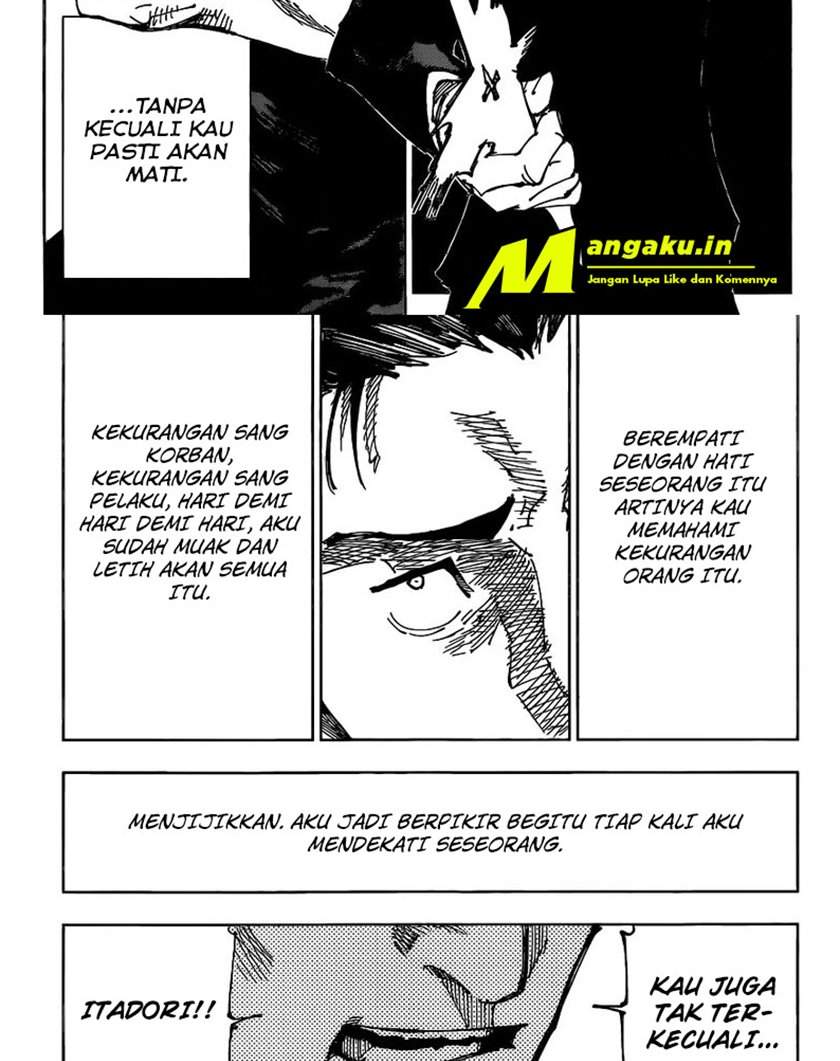 ...TANPA
KECUALI KAU
PASTI AKAN
MATI.
Mangaku.in
Jangan Lupa Like dan Komennya
BEREMPATI
DENGAN HATI
SESEORANG ITU
ARTINYA KAU
MEMAHAMI
KEKURANGAN
ORANG ITU.
KEKURANGAN SANG
KORBAN,
KEKURANGAN SANG
PELAKU, HARI DEMI
HARI DEMI HARI, AKU
SUDAH MUAK DAN
LETIH AKAN SEMUA
ITU.
MENJIJIKKAN. AKU JADI BERPIKIR BEGITU TIAP KALI AKU
MENDEKATI SESEORANG.
KAU JUGA
TAK TER-
KECUALI...
ITADORI!!